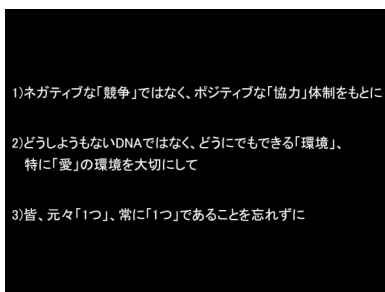 1)ネガティブな「競争」ではなく、ポジティブな「協力」体制をもとに
2)どうしようもないDNAではなく、どうにでもできる「環境」、
特に「愛」の環境を大切にして
3)皆、元々「1つ」、常に「1つ」であることを忘れずに